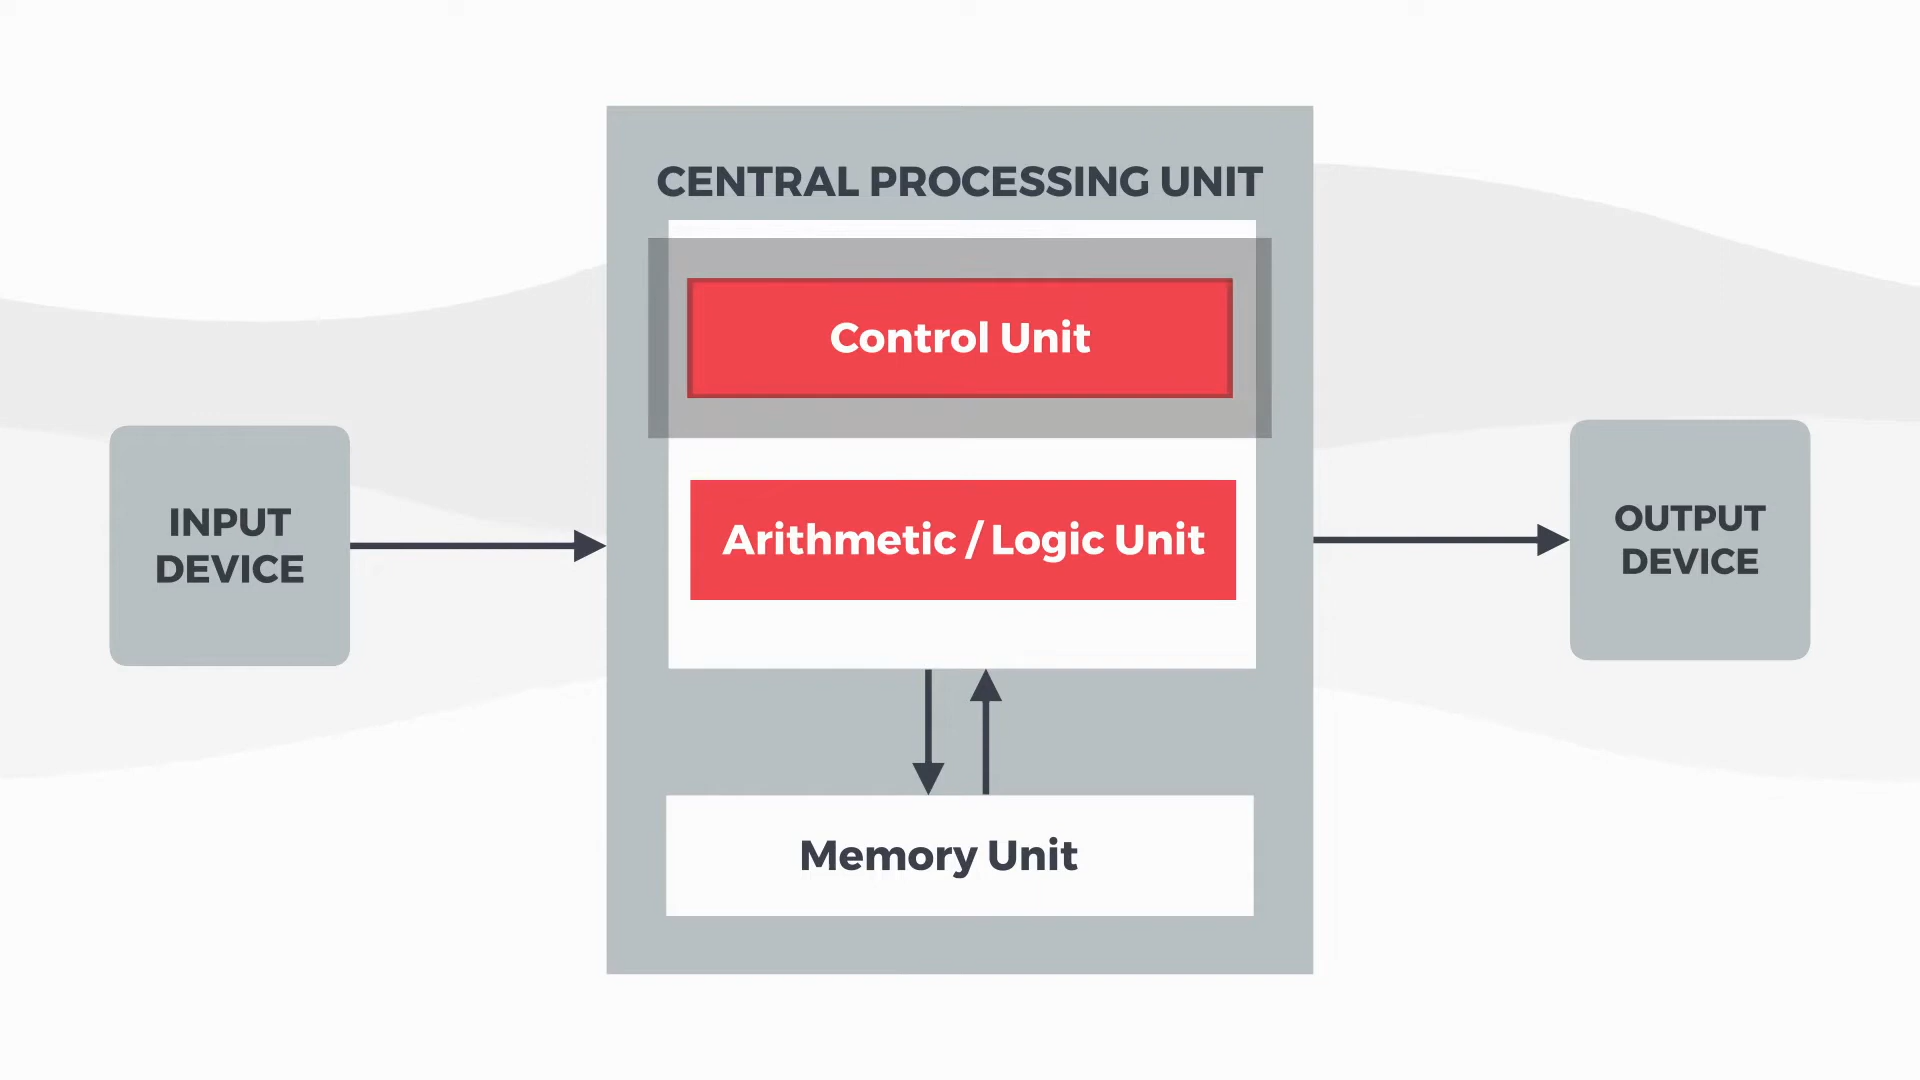 CENTRAL PROCESSING UNIT
Control Unit
Arithmetic / Logic Unit
INPUT
DEVICE
OUTPUT
DEVICE
Memory Unit